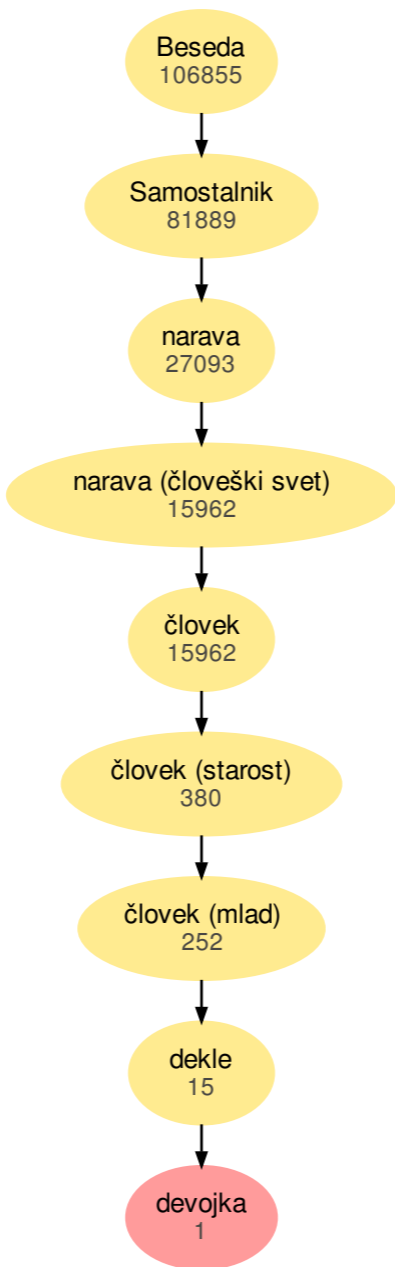 Beseda
106855
Samostalnik
81889
narava
27093
narava (človeški svet)
15962
človek
15962
človek (starost)
380
človek (mlad)
252
dekle
15
devojka
1